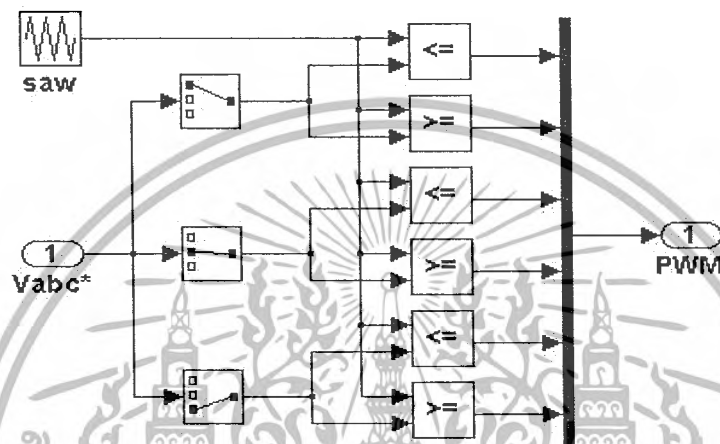 saw
<=
>=
<=
1
Vabc*
>=
1
PWM
<=
>=